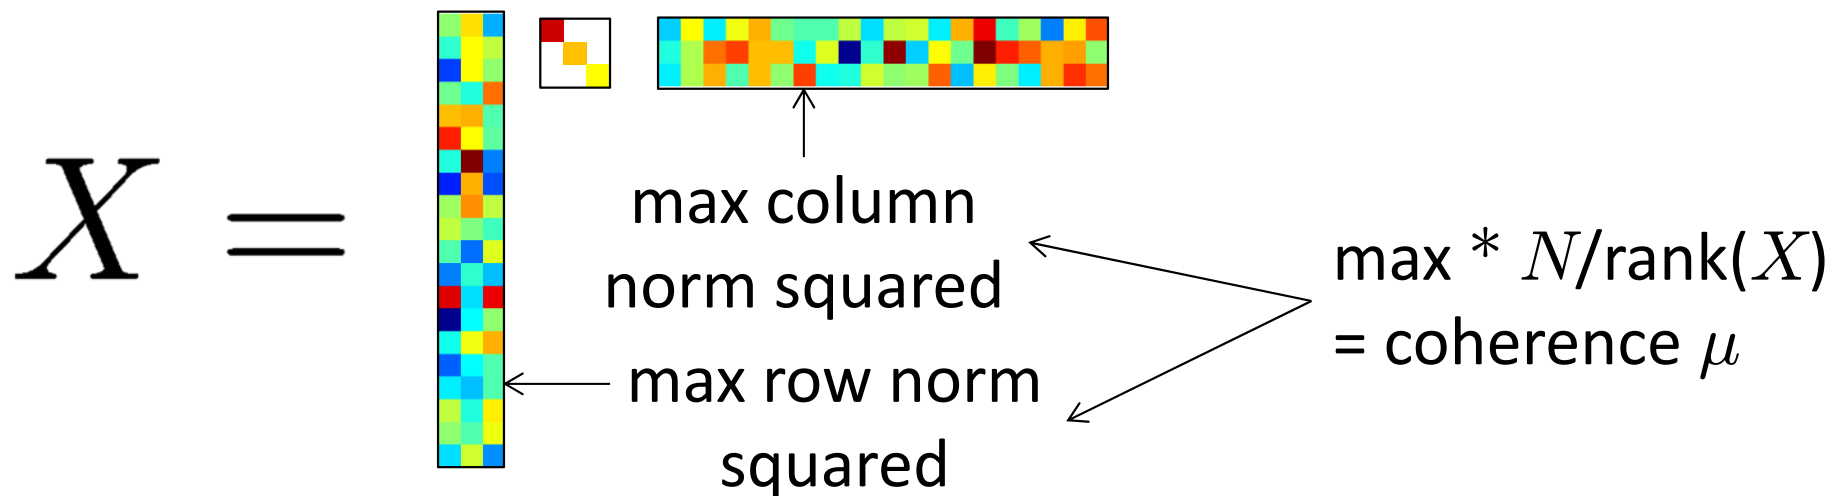 X =
max column
norm squared
max row norm
squared
max * N/rank(X)
= coherence μ